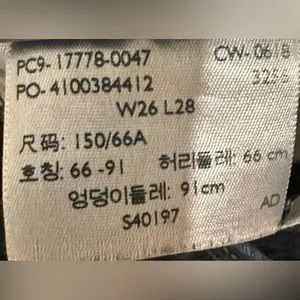 PC9-17778-0047 CW-0618
PO-4100384412 3256
W26 L28
尺码: 150/66A
호칭: 66 -91 허리둘레: 66 cm
엉덩이둘레: 91cm
S40197 AD